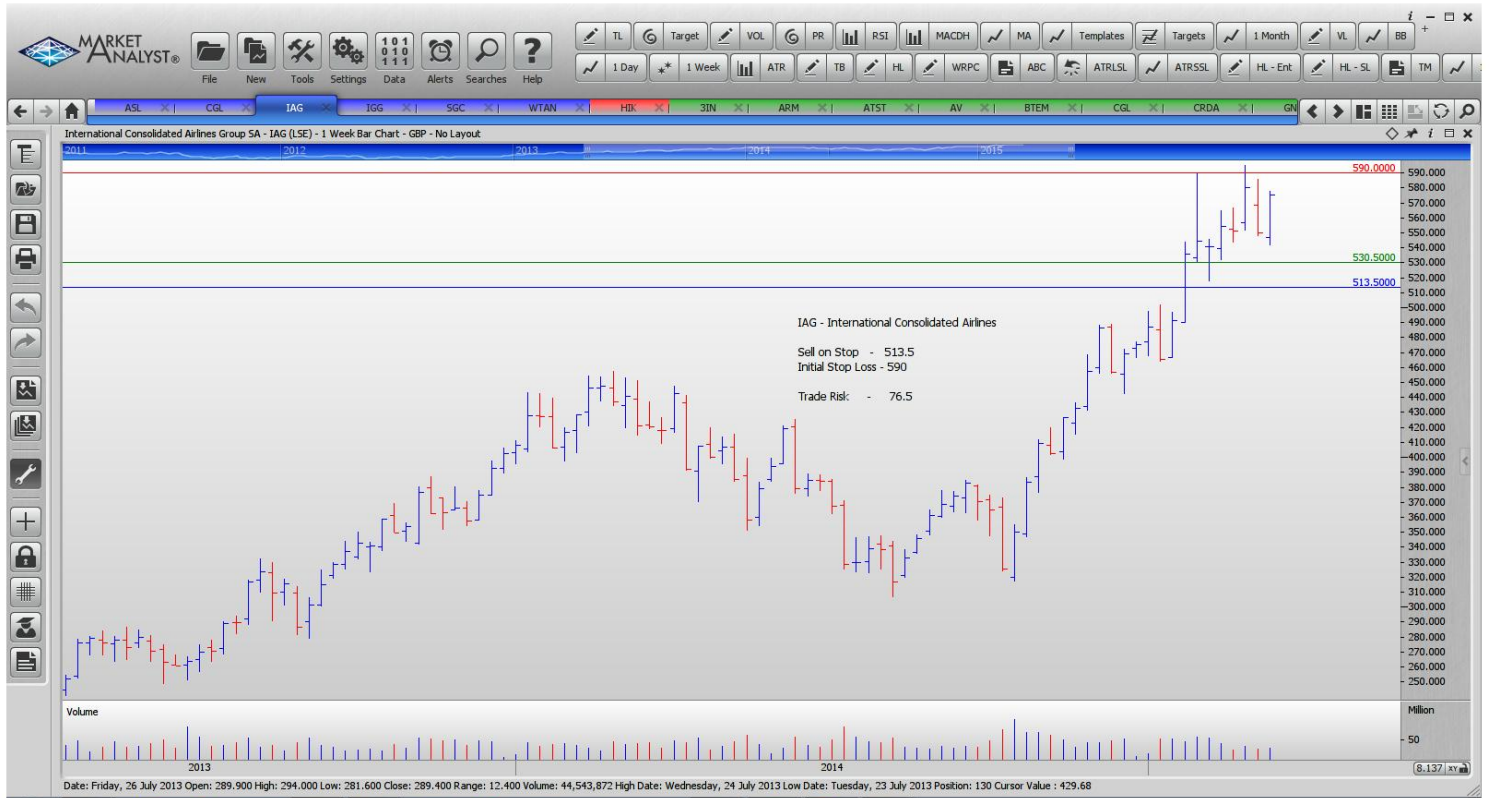 MARKET ANALYST®
File New Tools Settings Data Alerts Searches Help
TL Target VOL PR RSI MACDH MA Templates Targets 1 Month VL BB
1 Day 1 Week ATR TB HL WRPC ABC ATRLSL ATRSSL HL - Ent HL - SL TM
ASL CGL IAG IGG SGC WTAN HIK 3IN ARM ATST AV BTEM CGL CRDA GN
International Consolidated Airlines Group SA - IAG (LSE) - 1 Week Bar Chart - GBP - No Layout
2011 2012 2013 2014 2015
590.0000
530.5000
513.5000
IAG - International Consolidated Airlines
Sell on Stop - 513.5
Initial Stop Loss - 590
Trade Risk - 76.5
590.000
580.000
570.000
560.000
550.000
540.000
530.000
520.000
510.000
500.000
490.000
480.000
470.000
460.000
450.000
440.000
430.000
420.000
410.000
400.000
390.000
380.000
370.000
360.000
350.000
340.000
330.000
320.000
310.000
300.000
290.000
280.000
270.000
260.000
250.000
Volume
Million
50
2013 2014
8.137 XY
Date: Friday, 26 July 2013 Open: 289.900 High: 294.000 Low: 281.600 Close: 289.400 Range: 12.400 Volume: 44,543,872 High Date: Wednesday, 24 July 2013 Low Date: Tuesday, 23 July 2013 Position: 130 Cursor Value : 429.68